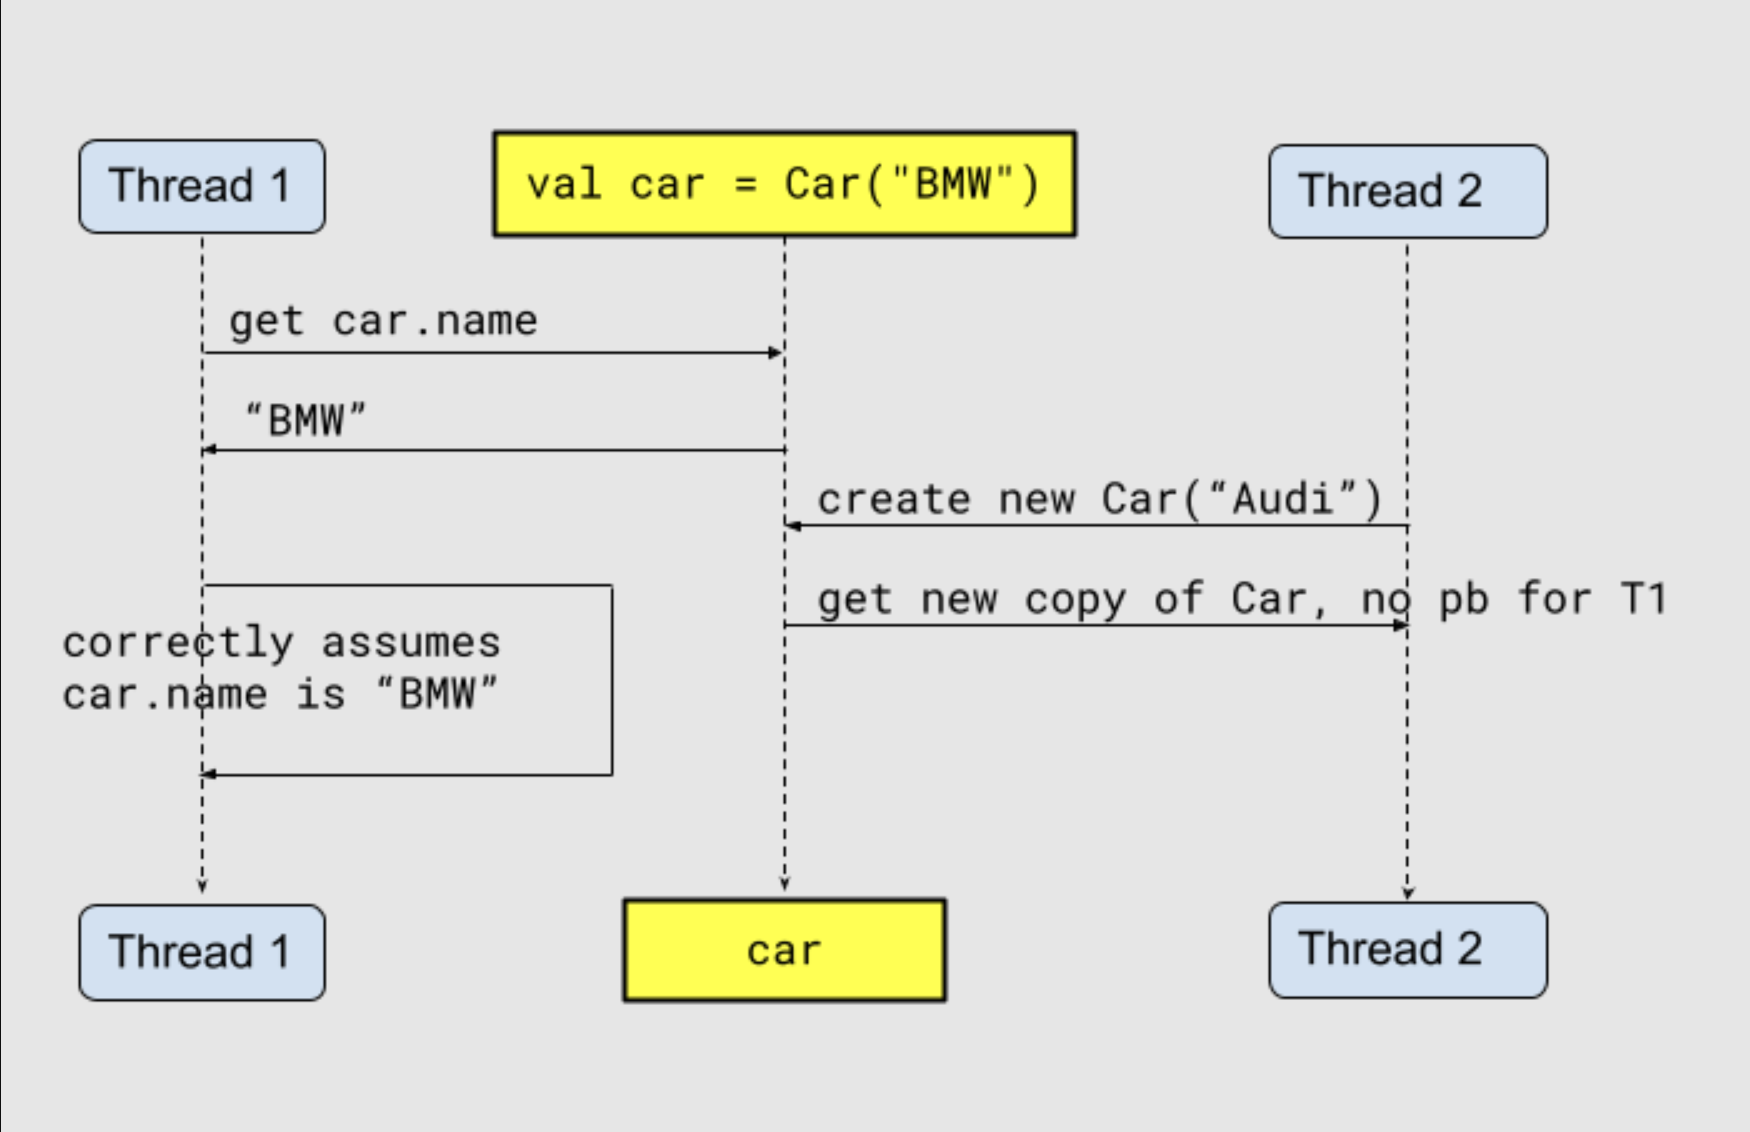 Thread 1
val car = Car("BMW")
Thread 2
get car.name
“BMW”
create new Car(“Audi”)
get new copy of Car, no pb for T1
correctly assumes
car.name is “BMW”
Thread 1
car
Thread 2